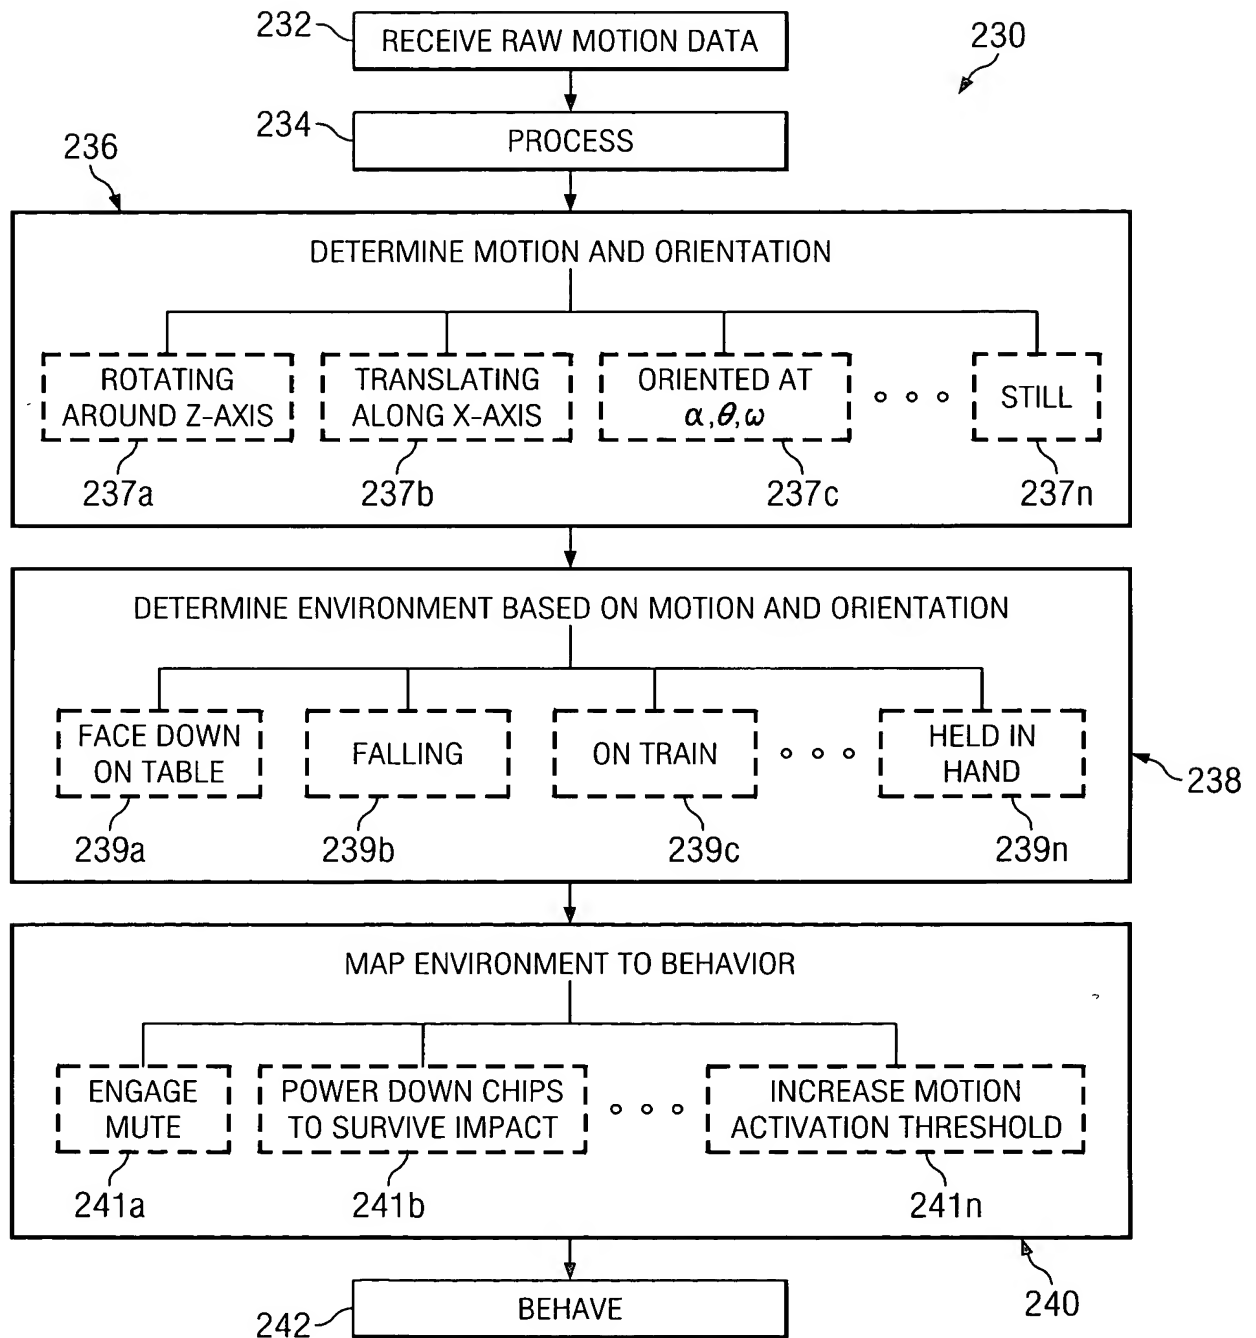 232
RECEIVE RAW MOTION DATA
230
234
PROCESS
236
DETERMINE MOTION AND ORIENTATION
ROTATING
AROUND Z-AXIS
TRANSLATING
ALONG X-AXIS
ORIENTED AT
α,θ,ω
STILL
237a
237b
237c
237n
DETERMINE ENVIRONMENT BASED ON MOTION AND ORIENTATION
FACE DOWN
ON TABLE
FALLING
ON TRAIN
HELD IN
HAND
238
239a
239b
239c
239n
MAP ENVIRONMENT TO BEHAVIOR
ENGAGE
MUTE
POWER DOWN CHIPS
TO SURVIVE IMPACT
INCREASE MOTION
ACTIVATION THRESHOLD
241a
241b
241n
240
242
BEHAVE